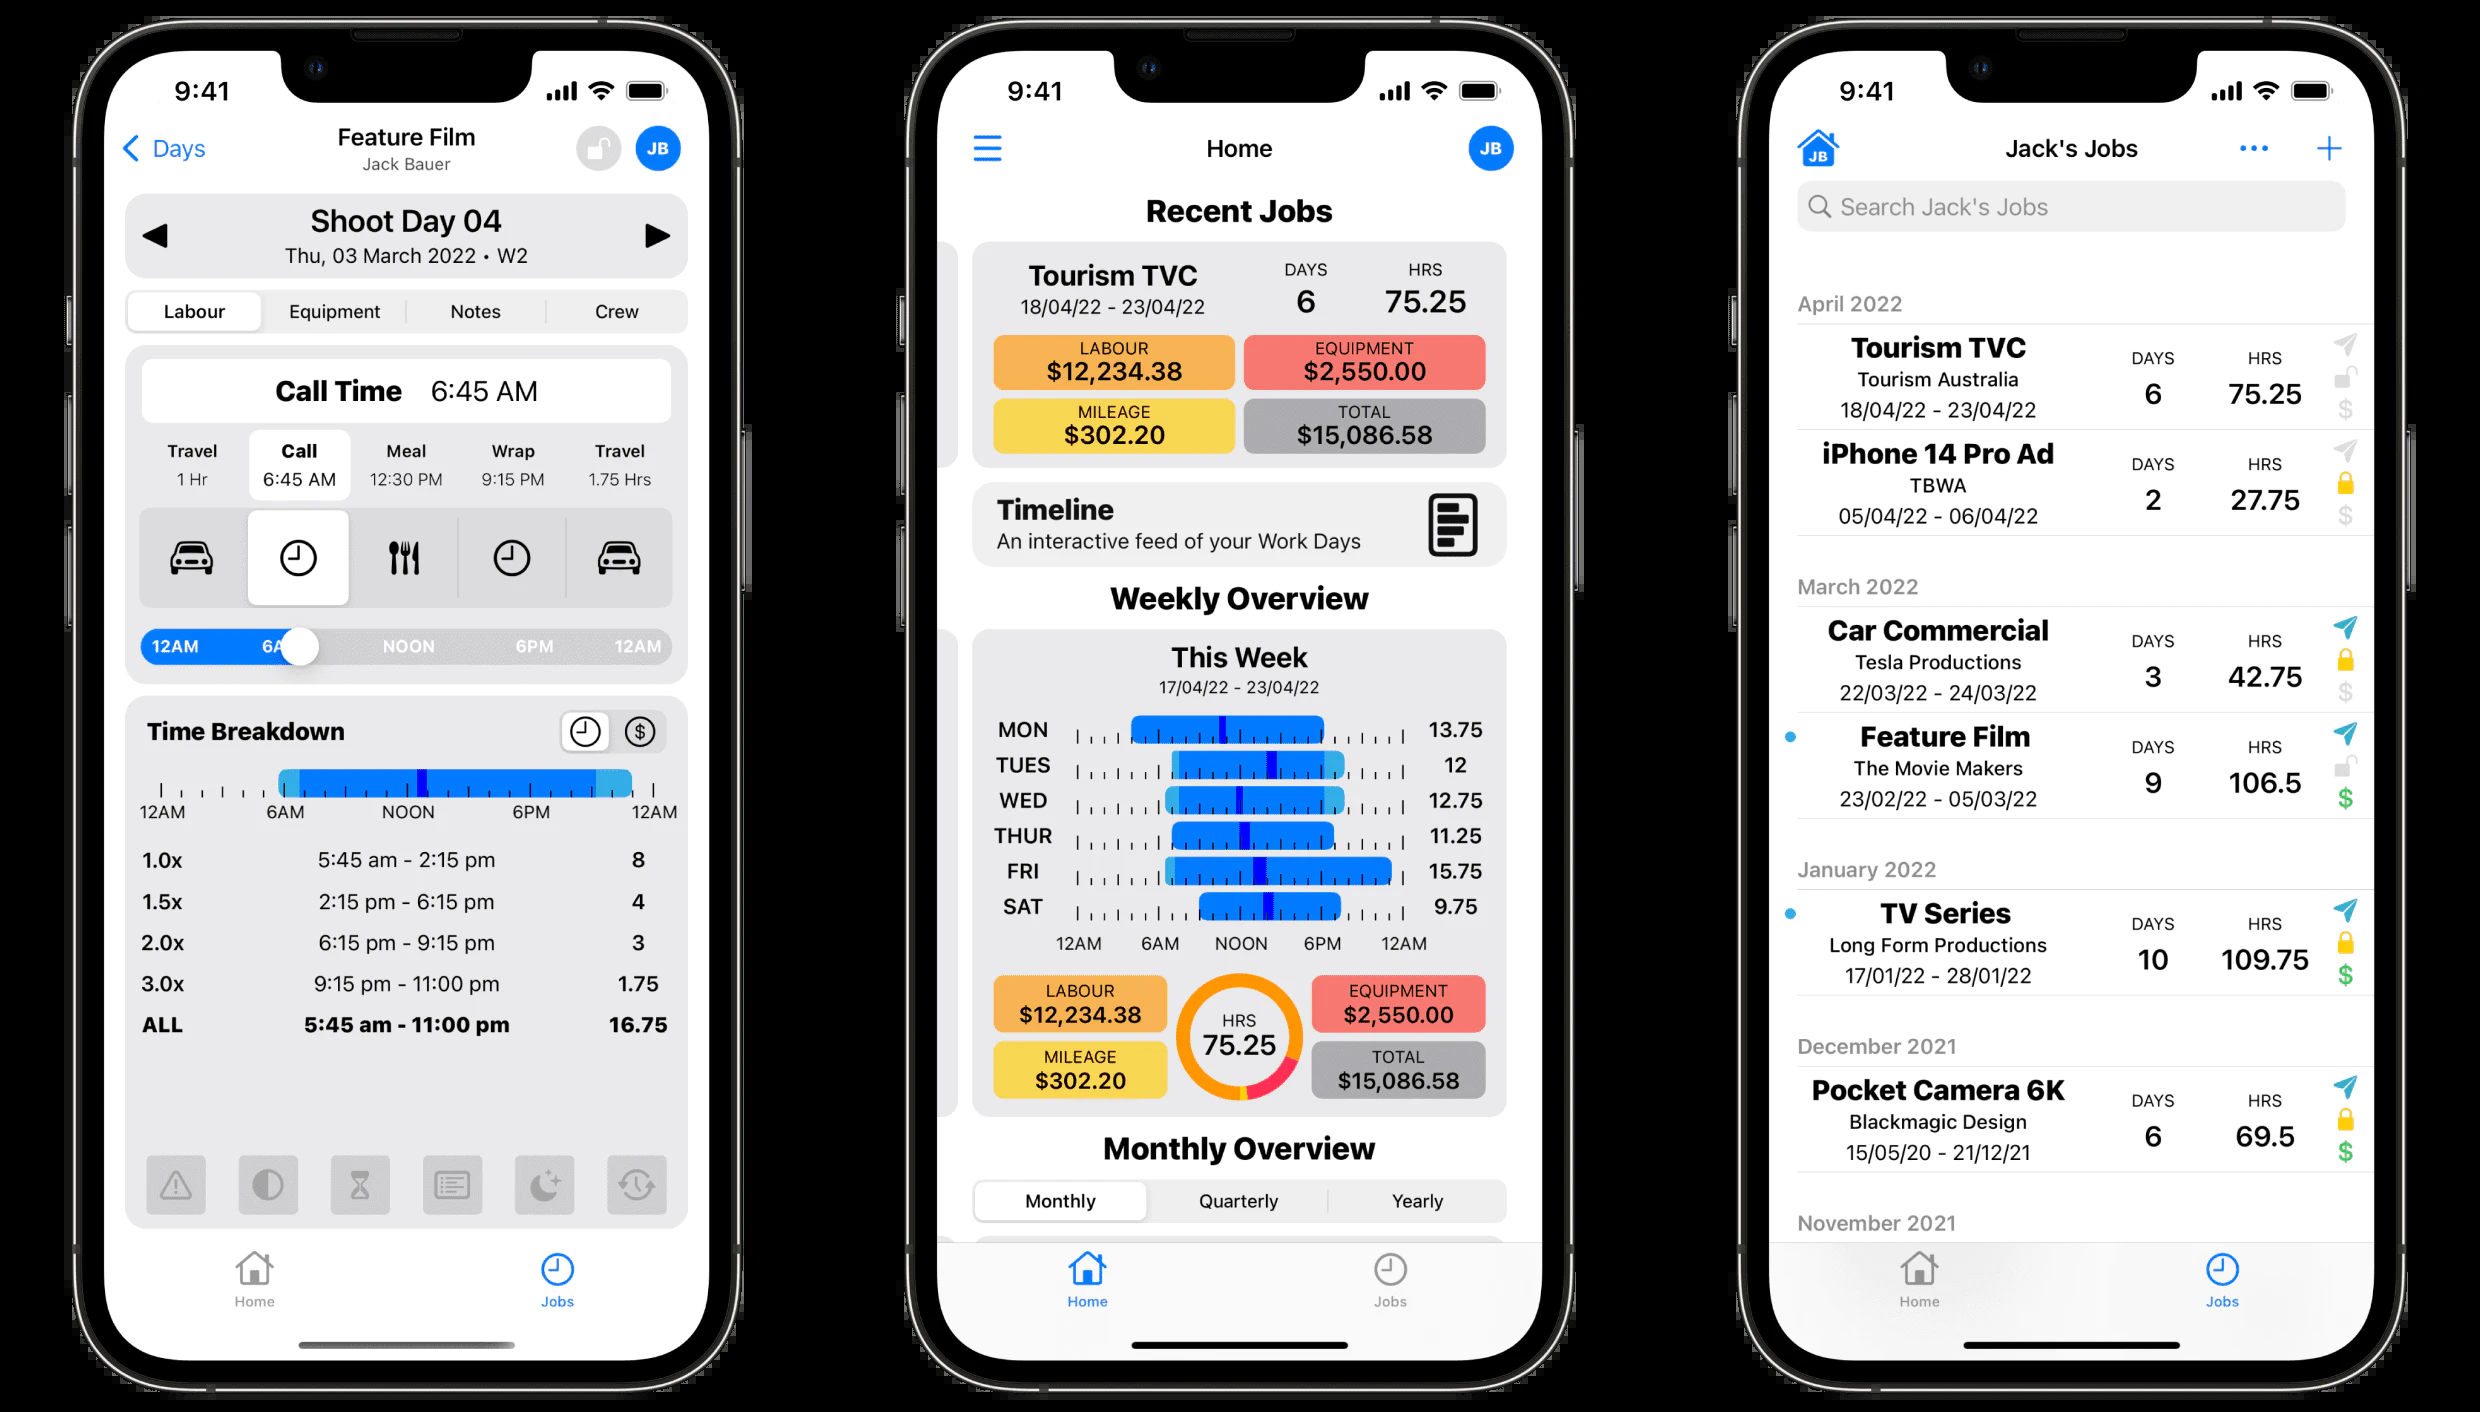 9:41
Days
Feature Film
Jack Bauer
JB
Shoot Day 04
Thu, 03 March 2022 • W2
Labour Equipment Notes Crew
Call Time 6:45 AM
Travel Call Meal Wrap Travel
1 Hr 6:45 AM 12:30 PM 9:15 PM 1.75 Hrs
12AM 6A NOON 6PM 12AM
Time Breakdown $
12AM 6AM NOON 6PM 12AM
1.0x 5:45 am - 2:15 pm 8
1.5x 2:15 pm - 6:15 pm 4
2.0x 6:15 pm - 9:15 pm 3
3.0x 9:15 pm - 11:00 pm 1.75
ALL 5:45 am - 11:00 pm 16.75
Home Jobs
9:41
Home
JB
Recent Jobs
Tourism TVC DAYS HRS
18/04/22 - 23/04/22 6 75.25
LABOUR EQUIPMENT
$12,234.38 $2,550.00
MILEAGE TOTAL
$302.20 $15,086.58
Timeline
An interactive feed of your Work Days
Weekly Overview
This Week
17/04/22 - 23/04/22
MON 13.75
TUES 12
WED 12.75
THUR 11.25
FRI 15.75
SAT 9.75
12AM 6AM NOON 6PM 12AM
LABOUR HRS EQUIPMENT
$12,234.38 75.25 $2,550.00
MILEAGE TOTAL
$302.20 $15,086.58
Monthly Overview
Monthly Quarterly Yearly
Home Jobs
9:41
JB
Jack's Jobs
Search Jack's Jobs
April 2022
Tourism TVC DAYS HRS
Tourism Australia 6 75.25
18/04/22 - 23/04/22 $
iPhone 14 Pro Ad DAYS HRS
TBWA 2 27.75
05/04/22 - 06/04/22 $
March 2022
Car Commercial DAYS HRS
Tesla Productions 3 42.75
22/03/22 - 24/03/22 $
Feature Film DAYS HRS
The Movie Makers 9 106.5
23/02/22 - 05/03/22 $
January 2022
TV Series DAYS HRS
Long Form Productions 10 109.75
17/01/22 - 28/01/22 $
December 2021
Pocket Camera 6K DAYS HRS
Blackmagic Design 6 69.5
15/05/20 - 21/12/21 $
November 2021
Home Jobs